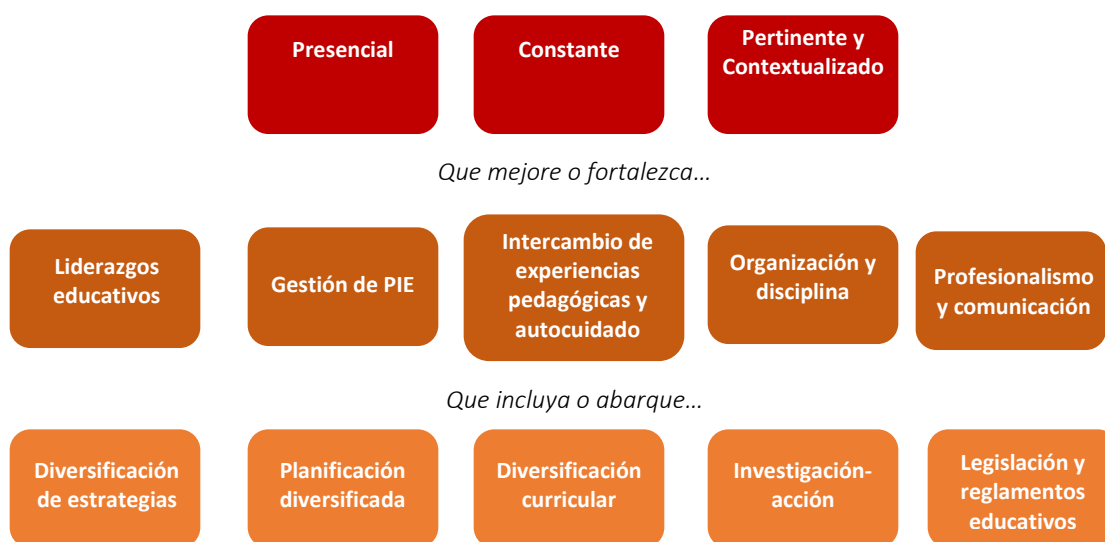 Presencial
Constante
Pertinente y
Contextualizado
Que mejore o fortalezca...
Liderazgos
educativos
Gestión de PIE
Intercambio de
experiencias
pedagógicas y
autocuidado
Organización y
disciplina
Profesionalismo
y comunicación
Que incluya o abarque...
Diversificación
de estrategias
Planificación
diversificada
Diversificación
curricular
Investigación-
acción
Legislación y
reglamentos
educativos